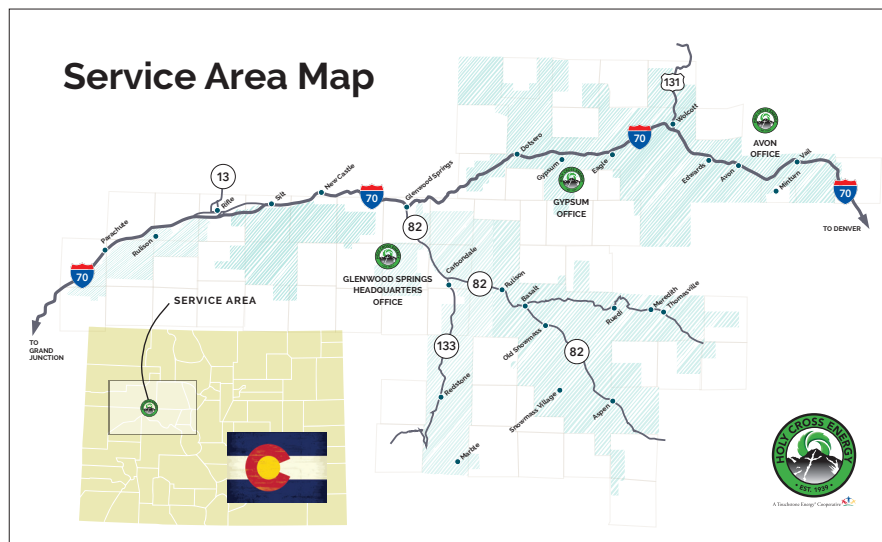 Service Area Map
131
Wolcott
AVON
OFFICE
70
Dotsero
Gypsum
Eagle
Edwards
Avon
Vail
Minturn
70
GYPSUM
OFFICE
TO DENVER
13
Rifle
Silt
New Castle
70
Glenwood Springs
Parachute
Rulison
70
TO
GRAND
JUNCTION
82
GLENWOOD SPRINGS
HEADQUARTERS
OFFICE
Carbondale
82
Rulison
Basalt
Ruedi
Meredith
Thomasville
SERVICE AREA
133
Old Snowmass
82
Redstone
Snowmass Village
Aspen
Marble
HOLY CROSS ENERGY
• EST. 1939 •
A Touchstone Energy® Cooperative